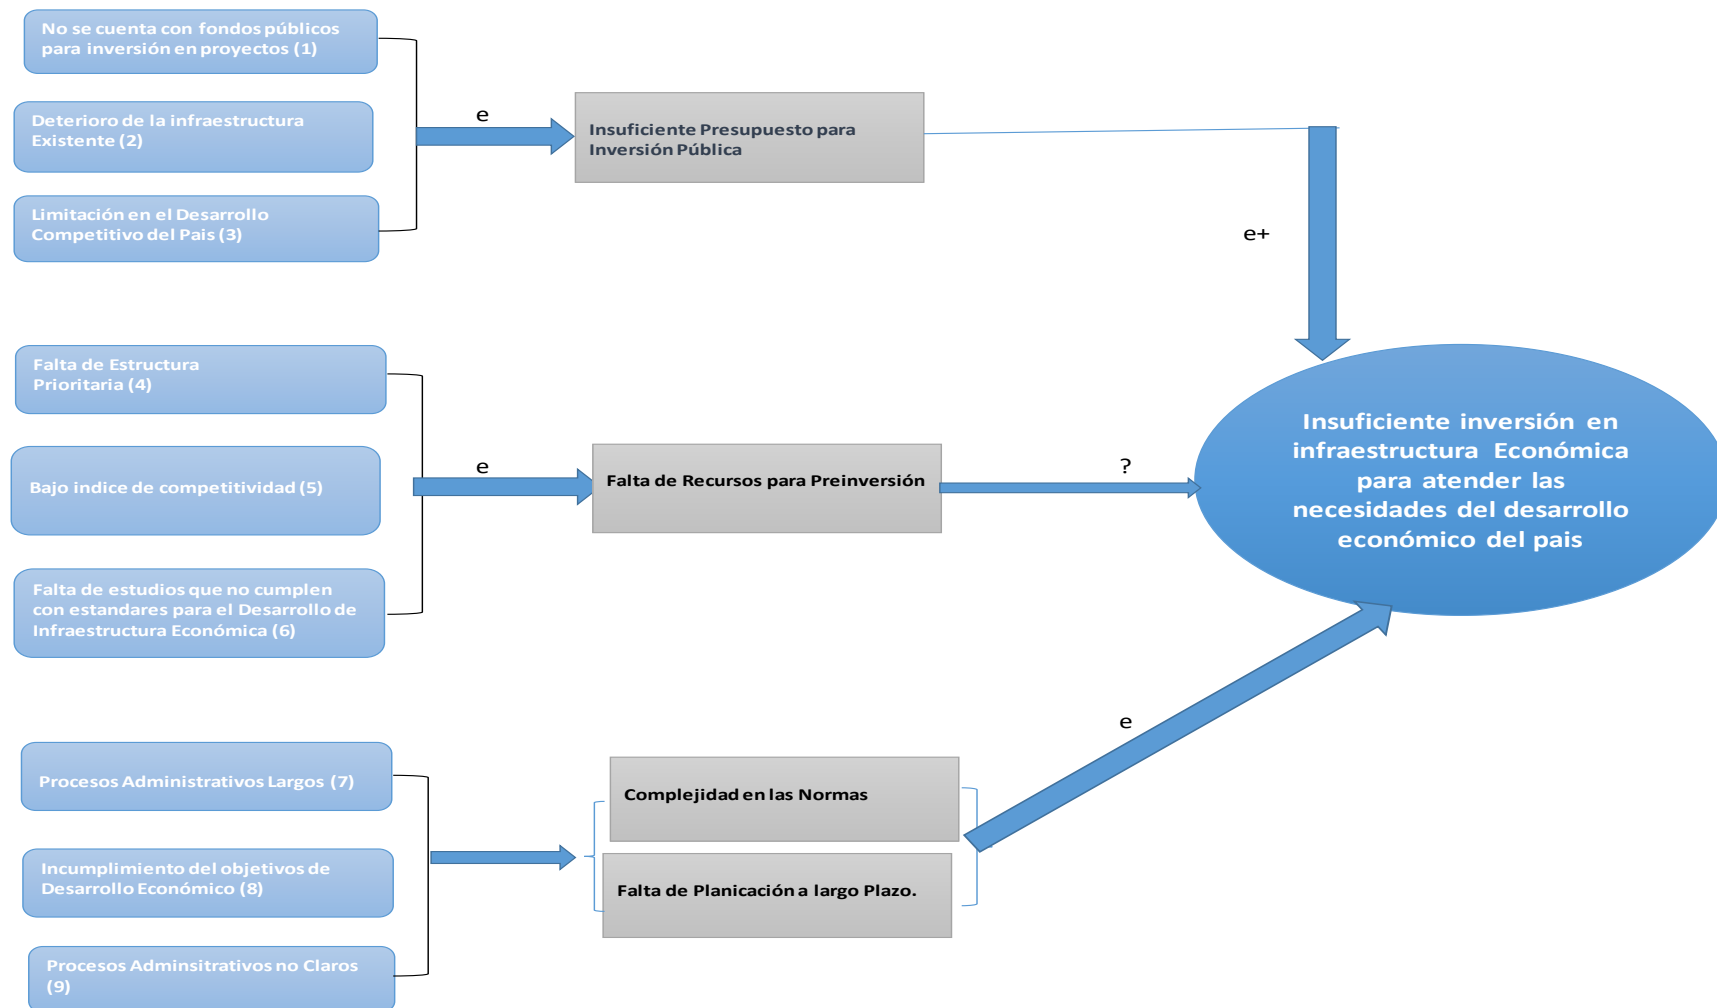 No se cuenta con fondos públicos
para inversión en proyectos (1)
Deterioro de la infraestructura
Existente (2)
Limitación en el Desarrollo
Competitivo del Pais (3)
e
Insuficiente Presupuesto para
Inversión Pública
e+
Falta de Estructura
Prioritaria (4)
Bajo indice de competitividad (5)
Falta de estudios que no cumplen
con estandares para el Desarrollo de
Infraestructura Económica (6)
e
Falta de Recursos para Preinversión
?
Insuficiente inversión en
infraestructura Económica
para atender las
necesidades del desarrollo
económico del pais
Procesos Administrativos Largos (7)
Incumplimiento del objetivos de
Desarrollo Económico (8)
Procesos Adminsitrativos no Claros
(9)
Complejidad en las Normas
Falta de Planicación a largo Plazo.
e